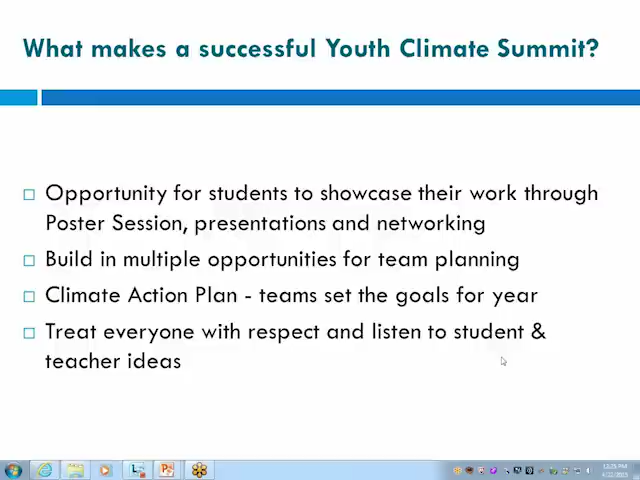 What makes a successful Youth Climate Summit?
Opportunity for students to showcase their work through
Poster Session, presentations and networking
Build in multiple opportunities for team planning
Climate Action Plan - teams set the goals for year
Treat everyone with respect and listen to student &
teacher ideas